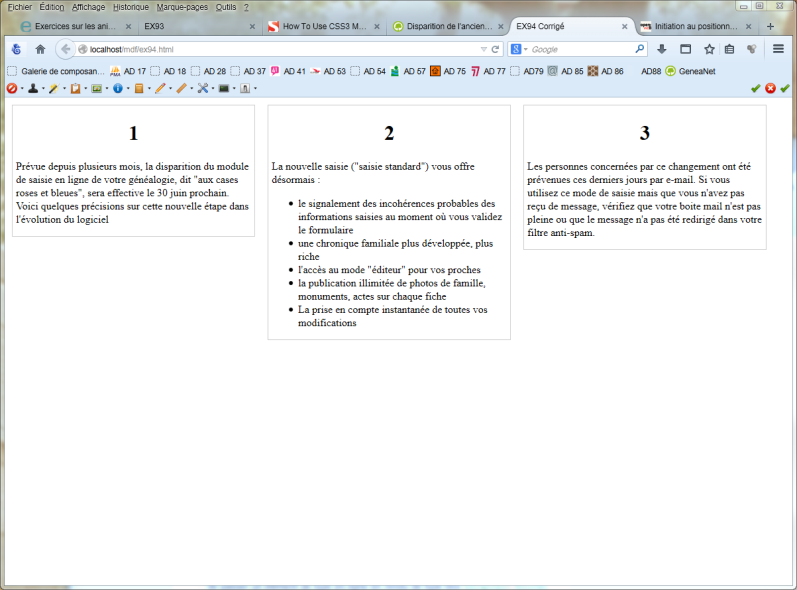 Fichier Édition Affichage Historique Marque-pages Outils ?
Exercices sur les ani... × EX93 × How To Use CSS3 M... × Disparition de l'ancien... × EX94 Corrigé × Initiation au positionn... × +
localhost/mdf/ex94.html Google
Galerie de composan... AD 17 AD 18 AD 28 AD 37 AD 41 AD 53 AD 54 AD 57 AD 75 AD 77 AD79 AD 85 AD 86 AD88 GeneaNet
1
Prévue depuis plusieurs mois, la disparition du module
de saisie en ligne de votre généalogie, dit "aux cases
roses et bleues", sera effective le 30 juin prochain.
Voici quelques précisions sur cette nouvelle étape dans
l'évolution du logiciel
2
La nouvelle saisie ("saisie standard") vous offre
désormais :
le signalement des incohérences probables des
informations saisies au moment où vous validez
le formulaire
une chronique familiale plus développée, plus
riche
l'accès au mode "éditeur" pour vos proches
la publication illimitée de photos de famille,
monuments, actes sur chaque fiche
La prise en compte instantanée de toutes vos
modifications
3
Les personnes concernées par ce changement ont été
prévenues ces derniers jours par e-mail. Si vous
utilisez ce mode de saisie mais que vous n'avez pas
reçu de message, vérifiez que votre boite mail n'est pas
pleine ou que le message n'a pas été redirigé dans votre
filtre anti-spam.